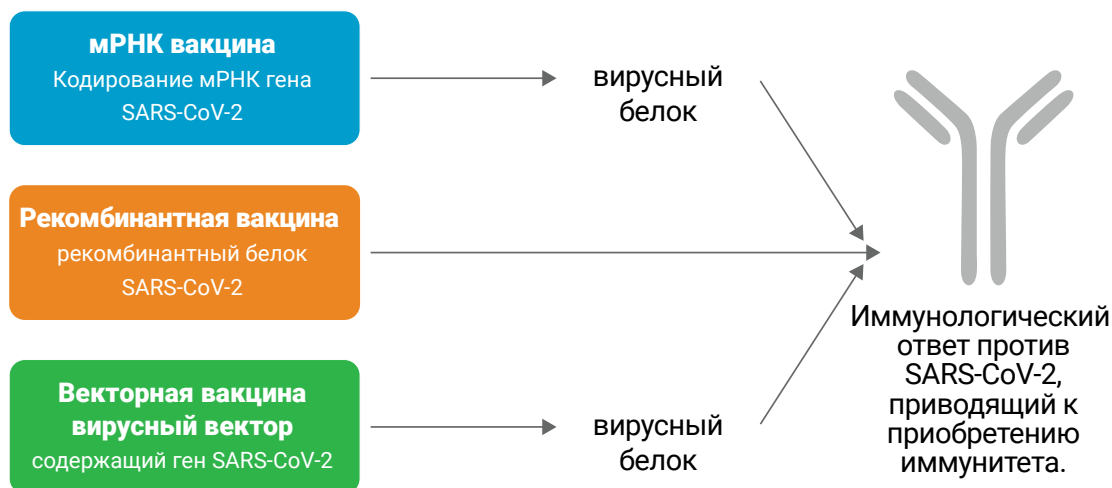 мРНК вакцина
Кодирование мРНК гена
SARS-CoV-2
вирусный
белок
Рекомбинантная вакцина
рекомбинантный белок
SARS-CoV-2
Векторная вакцина
вирусный вектор
содержащий ген SARS-CoV-2
вирусный
белок
Иммунологический
ответ против
SARS-CoV-2,
приводящий к
приобретению
иммунитета.